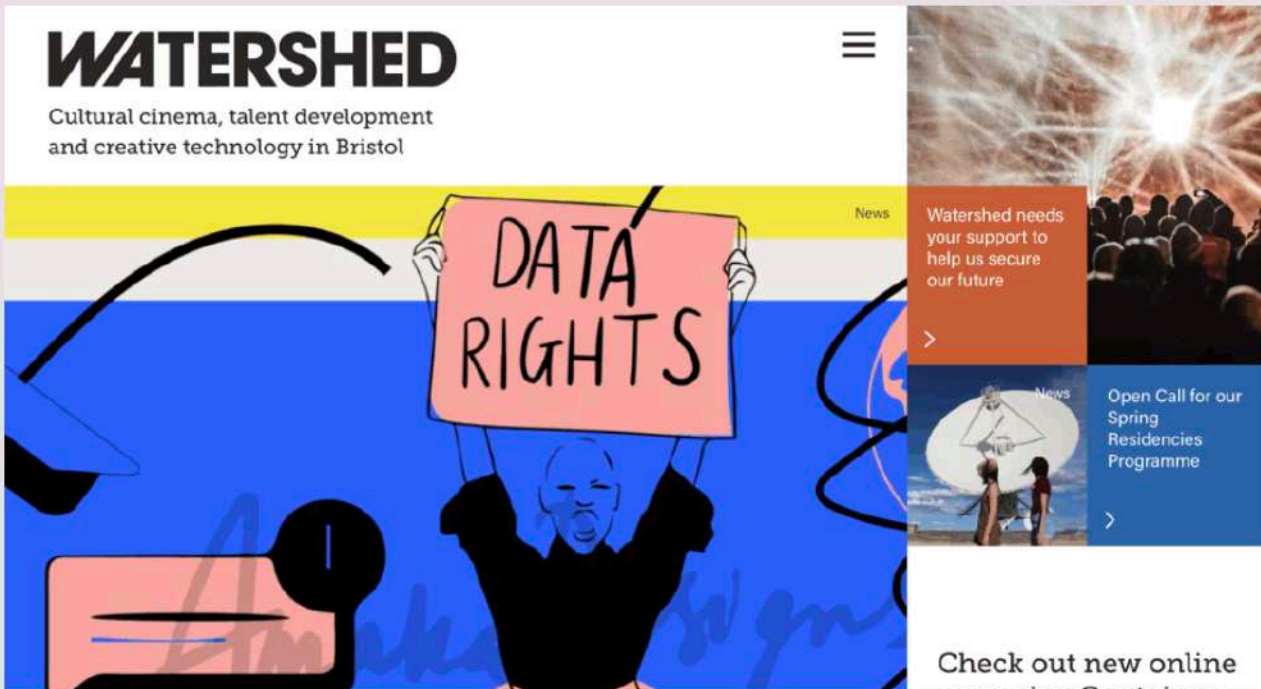 WATERSHED
Cultural cinema, talent development
and creative technology in Bristol
News
DATA
RIGHTS
Watershed needs
your support to
help us secure
our future
News
Open Call for our
Spring
Residencies
Programme
Check out new online